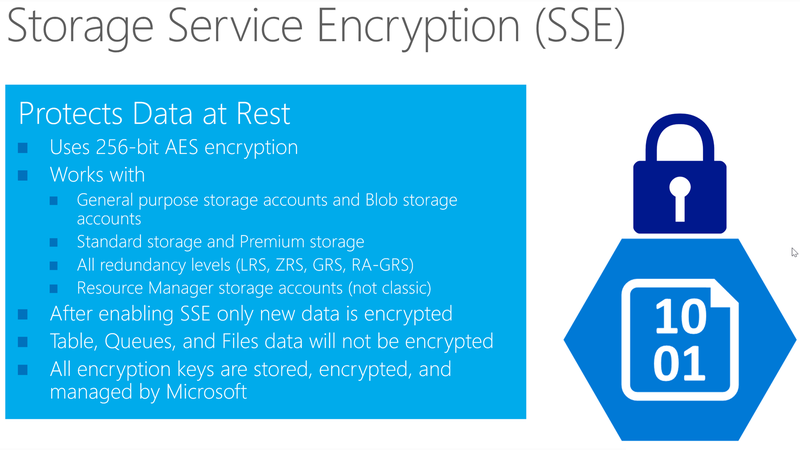 Storage Service Encryption (SSE)
Protects Data at Rest
Uses 256-bit AES encryption
Works with
General purpose storage accounts and Blob storage
accounts
Standard storage and Premium storage
All redundancy levels (LRS, ZRS, GRS, RA-GRS)
Resource Manager storage accounts (not classic)
After enabling SSE only new data is encrypted
Table, Queues, and Files data will not be encrypted
All encryption keys are stored, encrypted, and
managed by Microsoft
10
01